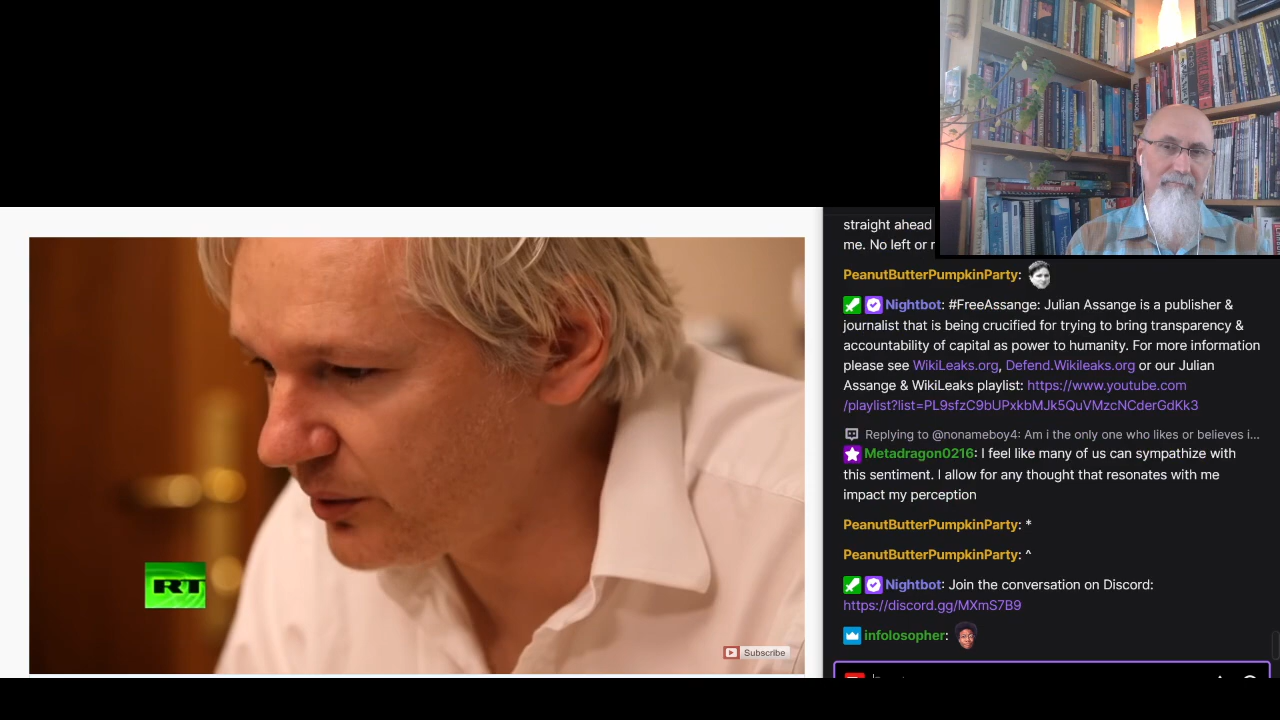 straight ahead
me. No left or r
PeanutButterPumpkinParty:
Nightbot: #FreeAssange: Julian Assange is a publisher &
journalist that is being crucified for trying to bring transparency &
accountability of capital as power to humanity. For more information
please see WikiLeaks.org, Defend.Wikileaks.org or our Julian
Assange & WikiLeaks playlist: https://www.youtube.com
/playlist?list=PL9sfzC9bUPxkbMJk5QuVMzcNCderGdKk3
Replying to @nonameboy4: Am i the only one who likes or believes i...
Metadragon0216: I feel like many of us can sympathize with
this sentiment. I allow for any thought that resonates with me
impact my perception
PeanutButterPumpkinParty: *
PeanutButterPumpkinParty: ^
Nightbot: Join the conversation on Discord:
https://discord.gg/MXmS7B9
infolosopher:
RT
Subscribe